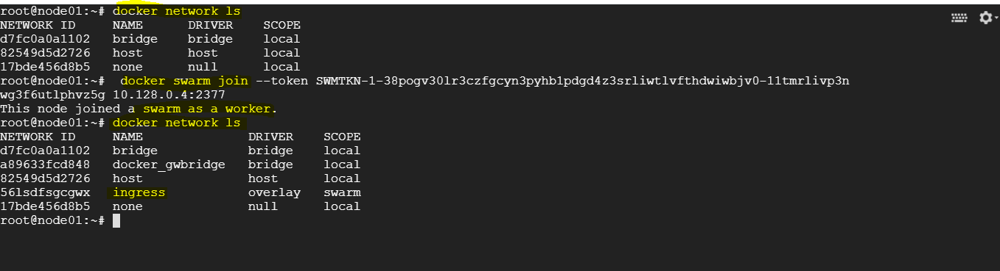 root@node01:~# docker network ls
NETWORK ID     NAME      DRIVER    SCOPE
d7fc0a0a1102   bridge    bridge    local
82549d5d2726   host      host      local
17bde456d8b5   none      null      local
root@node01:~#  docker swarm join --token SWMTKN-1-38pogv30lr3czfgcyn3pyhb1pdgd4z3srliwtlvfthdwiwbjv0-11tmrlivp3n
wg3f6utlphvz5g 10.128.0.4:2377
This node joined a swarm as a worker.
root@node01:~# docker network ls
NETWORK ID     NAME              DRIVER    SCOPE
d7fc0a0a1102   bridge            bridge    local
a89633fcd848   docker_gwbridge   bridge    local
82549d5d2726   host              host      local
56lsdfsgcgwx   ingress           overlay   swarm
17bde456d8b5   none              null      local
root@node01:~#